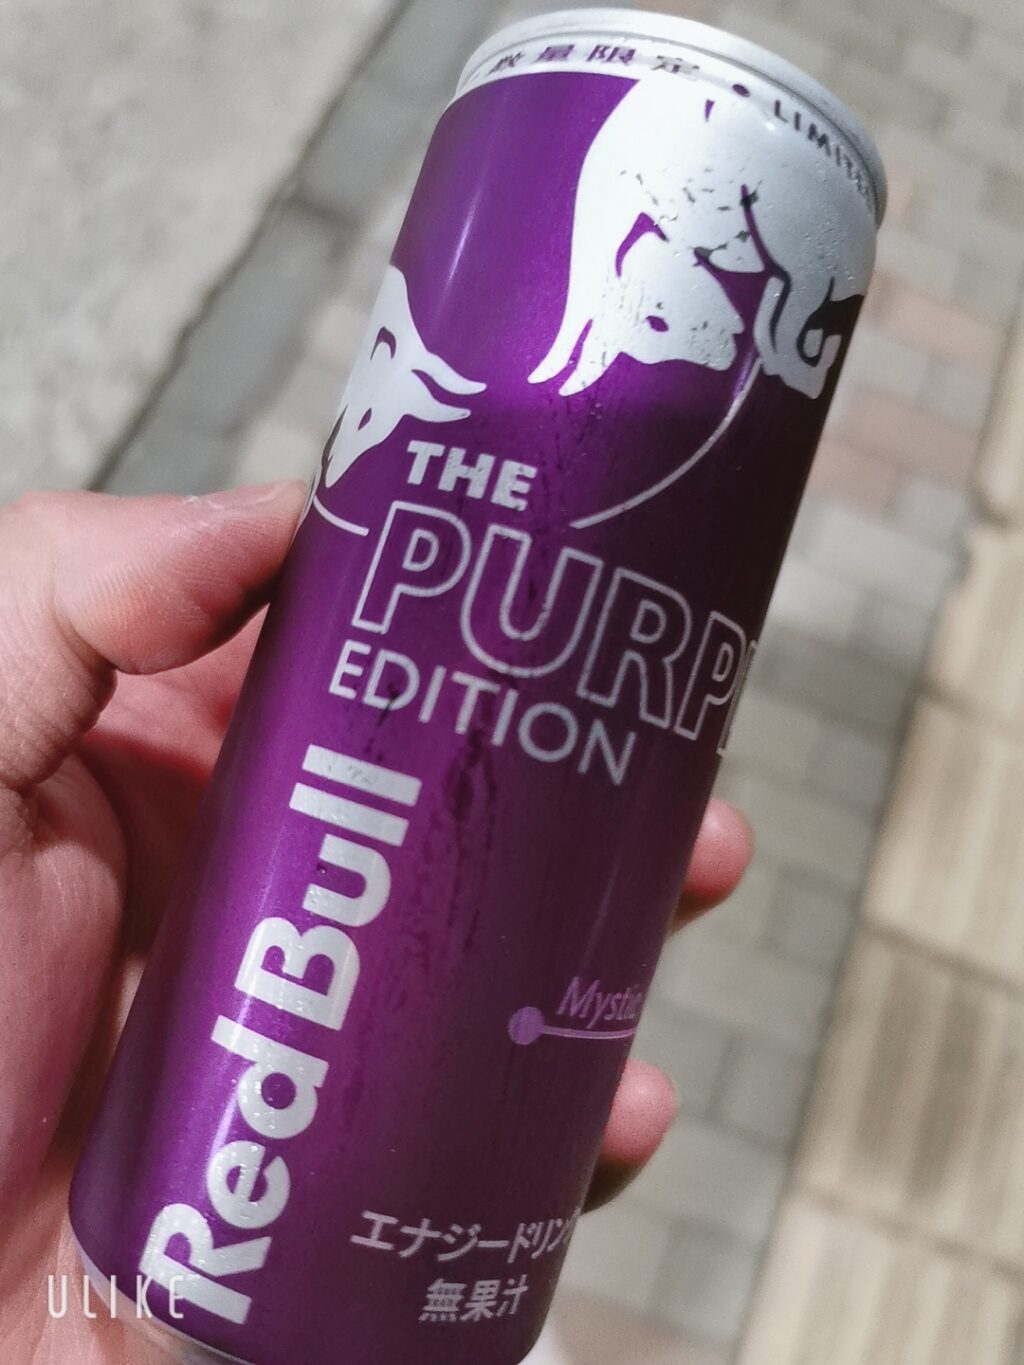 数量限定 • LIMITE
THE
PURP
EDITION
Red Bull
Mystic
エナジードリン
無果汁
ULIKE